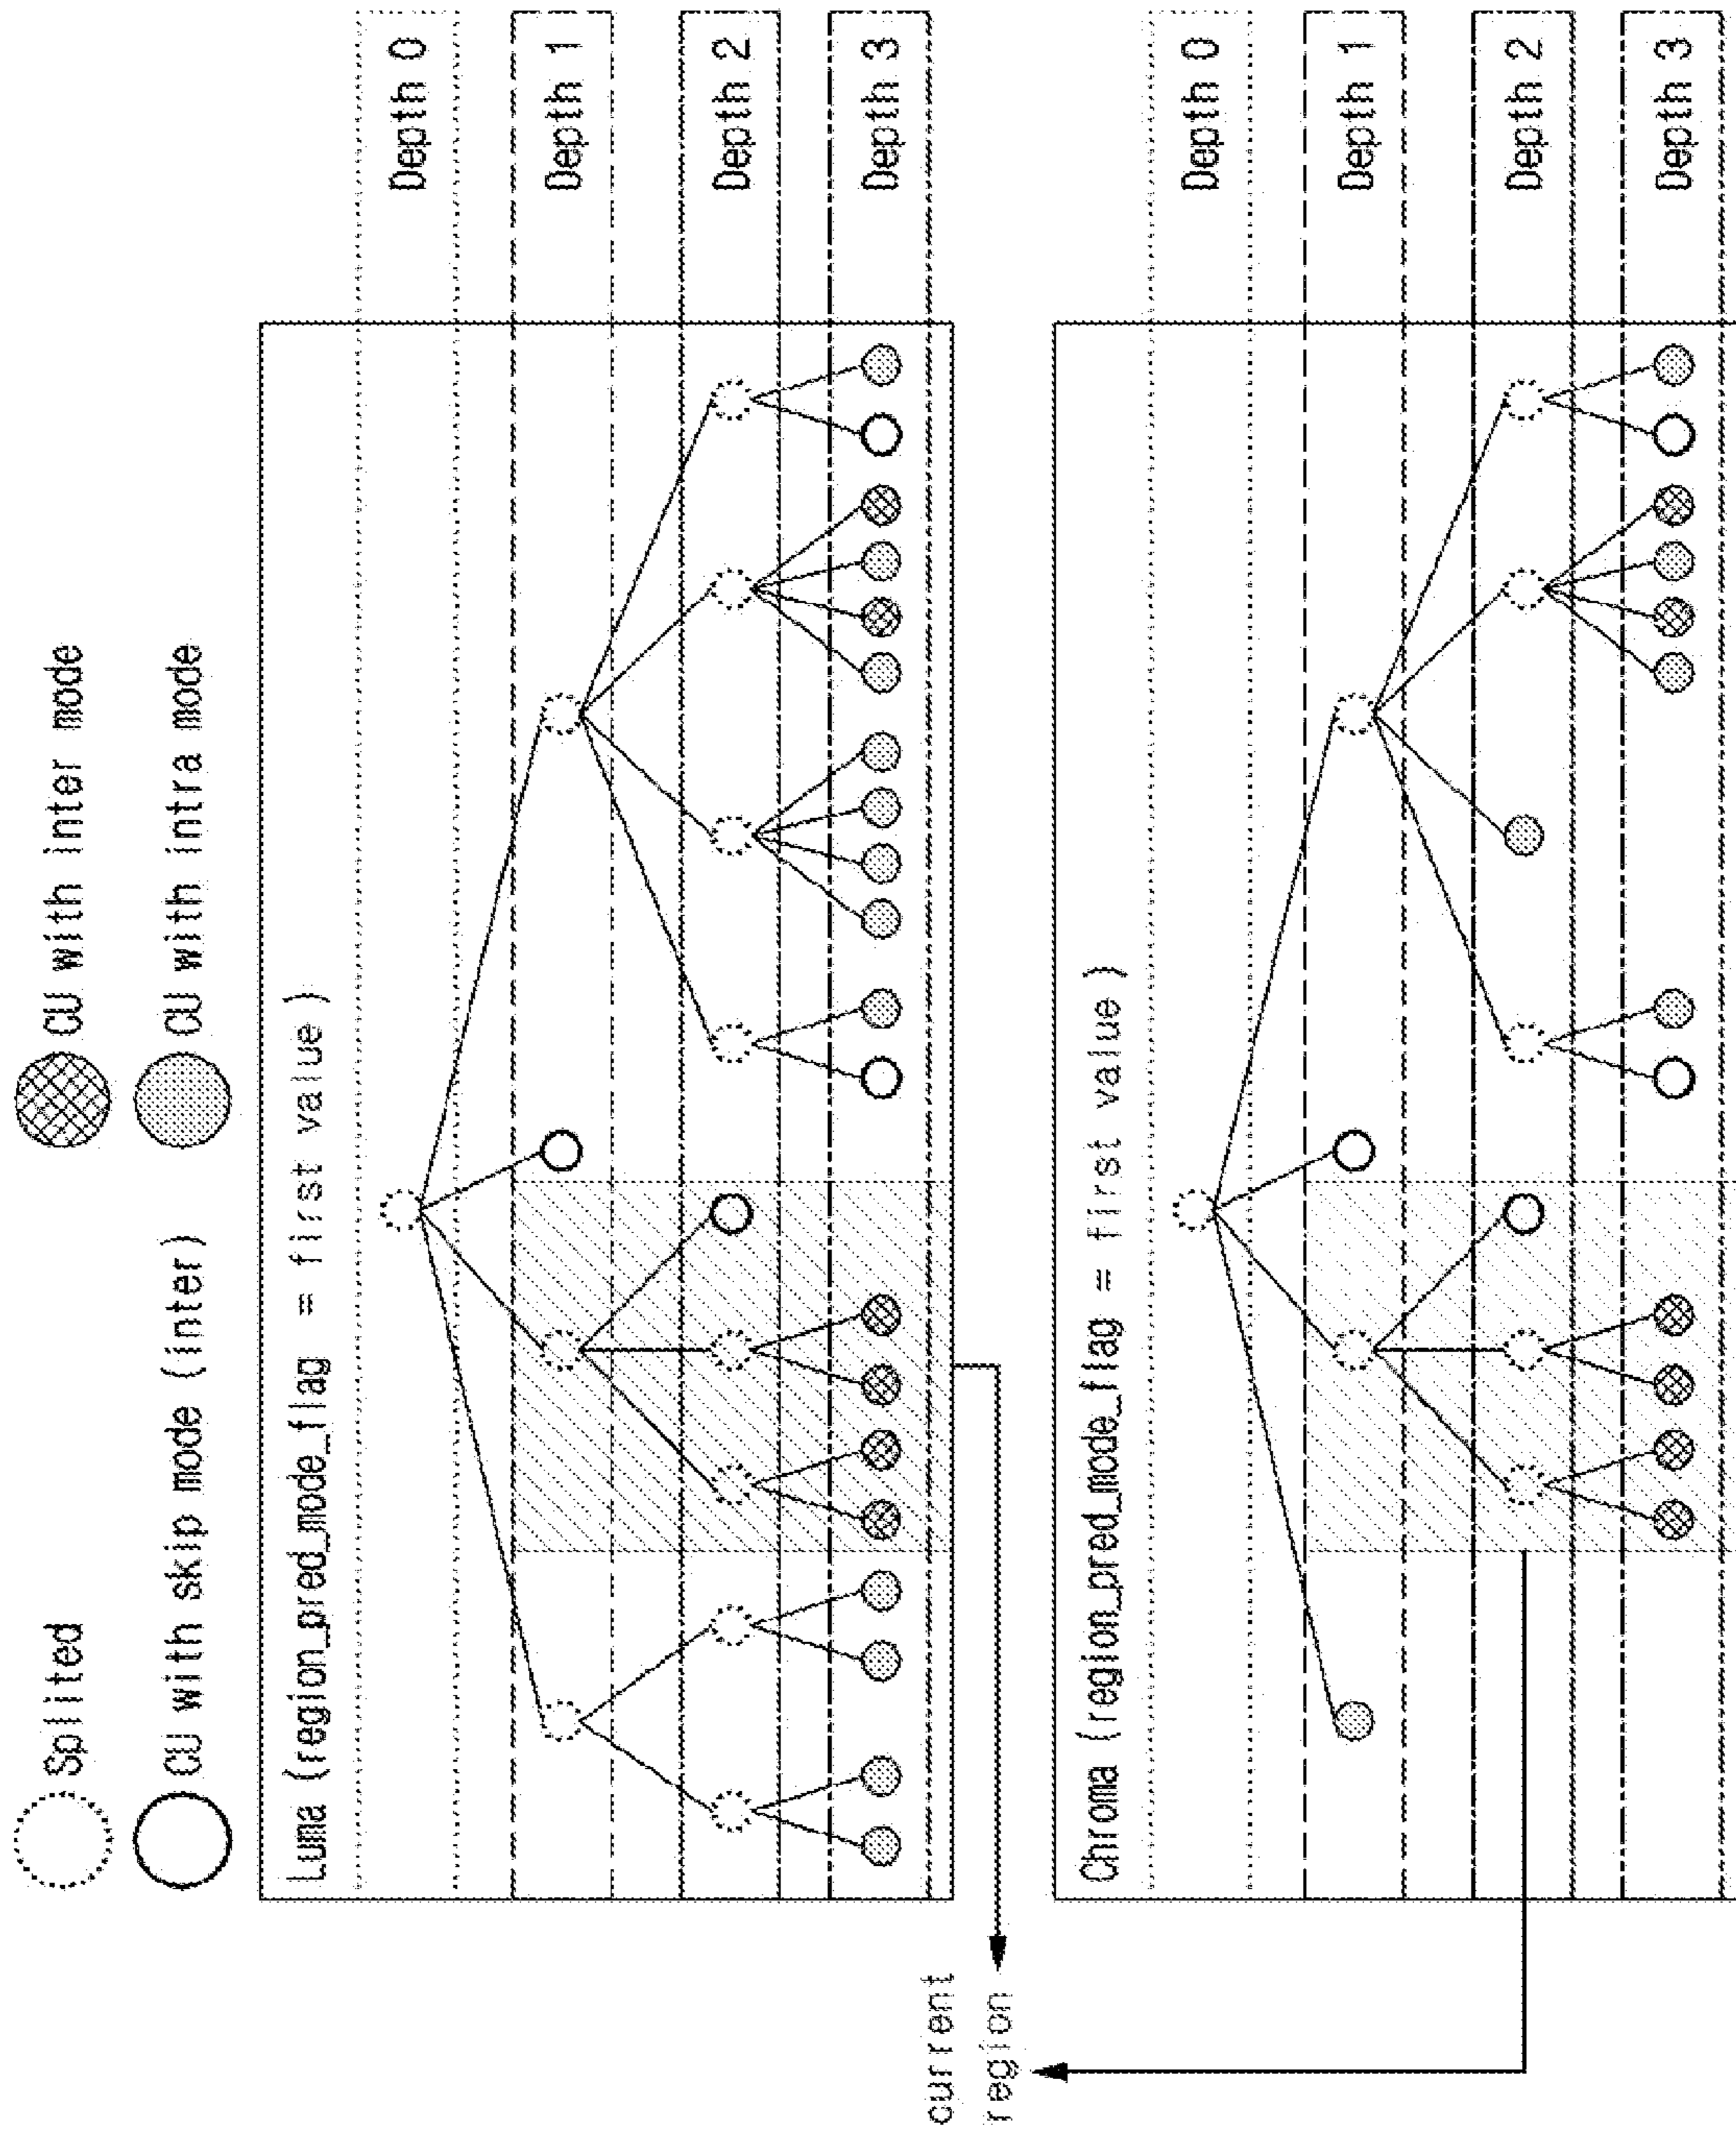 Splited
CU with inter mode
CU with skip mode (inter)
CU with intra mode
Luma (region_pred_mode_flag = first value)
Depth 0
Depth 1
Depth 2
Depth 3
current
region
Chroma (region_pred_mode_flag = first value)
Depth 0
Depth 1
Depth 2
Depth 3